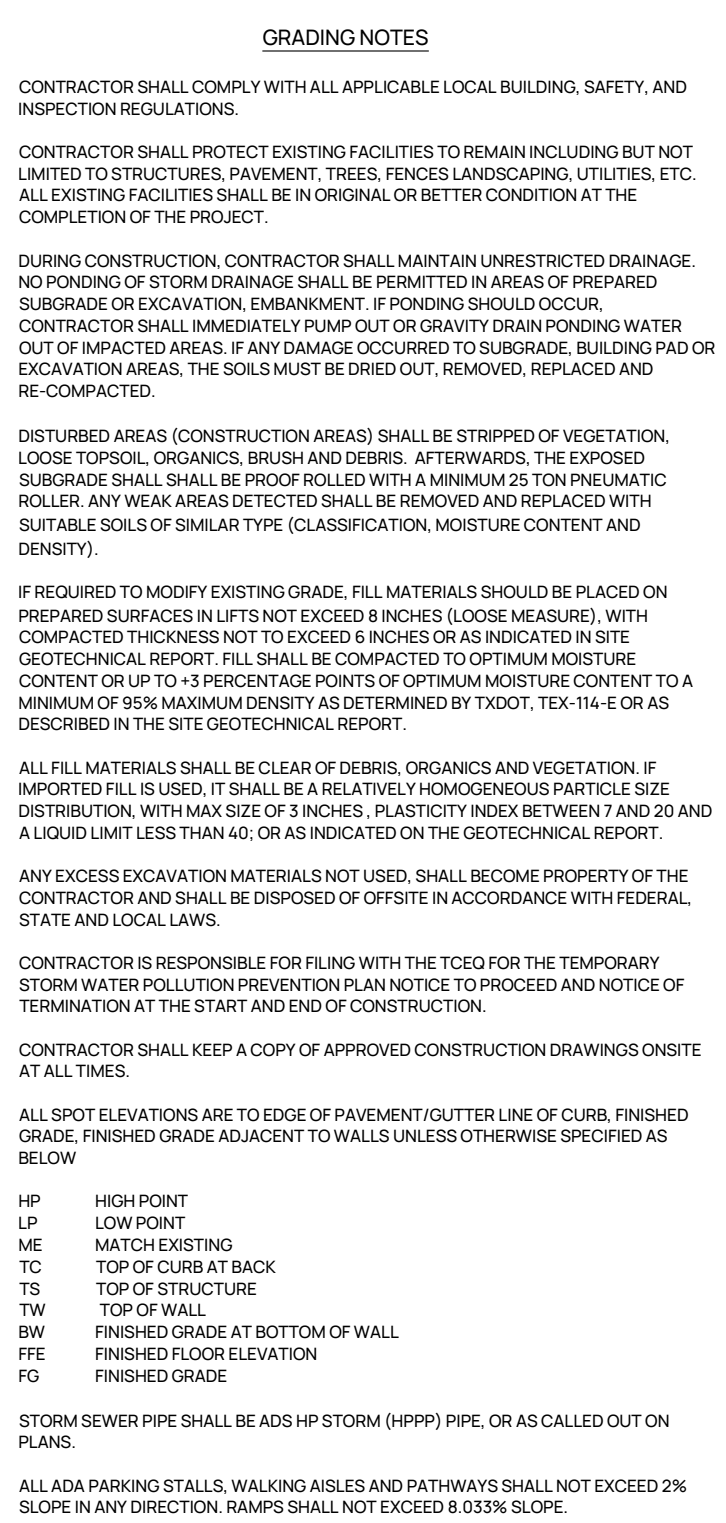 GRADING NOTES
CONTRACTOR SHALL COMPLY WITH ALL APPLICABLE LOCAL BUILDING, SAFETY, AND
INSPECTION REGULATIONS.
CONTRACTOR SHALL PROTECT EXISTING FACILITIES TO REMAIN INCLUDING BUT NOT
LIMITED TO STRUCTURES, PAVEMENT, TREES, FENCES LANDSCAPING, UTILITIES, ETC.
ALL EXISTING FACILITIES SHALL BE IN ORIGINAL OR BETTER CONDITION AT THE
COMPLETION OF THE PROJECT.
DURING CONSTRUCTION, CONTRACTOR SHALL MAINTAIN UNRESTRICTED DRAINAGE.
NO PONDING OF STORM DRAINAGE SHALL BE PERMITTED IN AREAS OF PREPARED
SUBGRADE OR EXCAVATION, EMBANKMENT. IF PONDING SHOULD OCCUR,
CONTRACTOR SHALL IMMEDIATELY PUMP OUT OR GRAVITY DRAIN PONDING WATER
OUT OF IMPACTED AREAS. IF ANY DAMAGE OCCURRED TO SUBGRADE, BUILDING PAD OR
EXCAVATION AREAS, THE SOILS MUST BE DRIED OUT, REMOVED, REPLACED AND
RE-COMPACTED.
DISTURBED AREAS (CONSTRUCTION AREAS) SHALL BE STRIPPED OF VEGETATION,
LOOSE TOPSOIL, ORGANICS, BRUSH AND DEBRIS. AFTERWARDS, THE EXPOSED
SUBGRADE SHALL SHALL BE PROOF ROLLED WITH A MINIMUM 25 TON PNEUMATIC
ROLLER. ANY WEAK AREAS DETECTED SHALL BE REMOVED AND REPLACED WITH
SUITABLE SOILS OF SIMILAR TYPE (CLASSIFICATION, MOISTURE CONTENT AND
DENSITY).
IF REQUIRED TO MODIFY EXISTING GRADE, FILL MATERIALS SHOULD BE PLACED ON
PREPARED SURFACES IN LIFTS NOT EXCEED 8 INCHES (LOOSE MEASURE), WITH
COMPACTED THICKNESS NOT TO EXCEED 6 INCHES OR AS INDICATED IN SITE
GEOTECHNICAL REPORT. FILL SHALL BE COMPACTED TO OPTIMUM MOISTURE
CONTENT OR UP TO +3 PERCENTAGE POINTS OF OPTIMUM MOISTURE CONTENT TO A
MINIMUM OF 95% MAXIMUM DENSITY AS DETERMINED BY TXDOT, TEX-114-E OR AS
DESCRIBED IN THE SITE GEOTECHNICAL REPORT.
ALL FILL MATERIALS SHALL BE CLEAR OF DEBRIS, ORGANICS AND VEGETATION. IF
IMPORTED FILL IS USED, IT SHALL BE A RELATIVELY HOMOGENEOUS PARTICLE SIZE
DISTRIBUTION, WITH MAX SIZE OF 3 INCHES , PLASTICITY INDEX BETWEEN 7 AND 20 AND
A LIQUID LIMIT LESS THAN 40; OR AS INDICATED ON THE GEOTECHNICAL REPORT.
ANY EXCESS EXCAVATION MATERIALS NOT USED, SHALL BECOME PROPERTY OF THE
CONTRACTOR AND SHALL BE DISPOSED OF OFFSITE IN ACCORDANCE WITH FEDERAL,
STATE AND LOCAL LAWS.
CONTRACTOR IS RESPONSIBLE FOR FILING WITH THE TCEQ FOR THE TEMPORARY
STORM WATER POLLUTION PREVENTION PLAN NOTICE TO PROCEED AND NOTICE OF
TERMINATION AT THE START AND END OF CONSTRUCTION.
CONTRACTOR SHALL KEEP A COPY OF APPROVED CONSTRUCTION DRAWINGS ONSITE
AT ALL TIMES.
ALL SPOT ELEVATIONS ARE TO EDGE OF PAVEMENT/GUTTER LINE OF CURB, FINISHED
GRADE, FINISHED GRADE ADJACENT TO WALLS UNLESS OTHERWISE SPECIFIED AS
BELOW
HP HIGH POINT
LP LOW POINT
ME MATCH EXISTING
TC TOP OF CURB AT BACK
TS TOP OF STRUCTURE
TW TOP OF WALL
BW FINISHED GRADE AT BOTTOM OF WALL
FFE FINISHED FLOOR ELEVATION
FG FINISHED GRADE
STORM SEWER PIPE SHALL BE ADS HP STORM (HPPP) PIPE, OR AS CALLED OUT ON
PLANS.
ALL ADA PARKING STALLS, WALKING AISLES AND PATHWAYS SHALL NOT EXCEED 2%
SLOPE IN ANY DIRECTION. RAMPS SHALL NOT EXCEED 8.033% SLOPE.